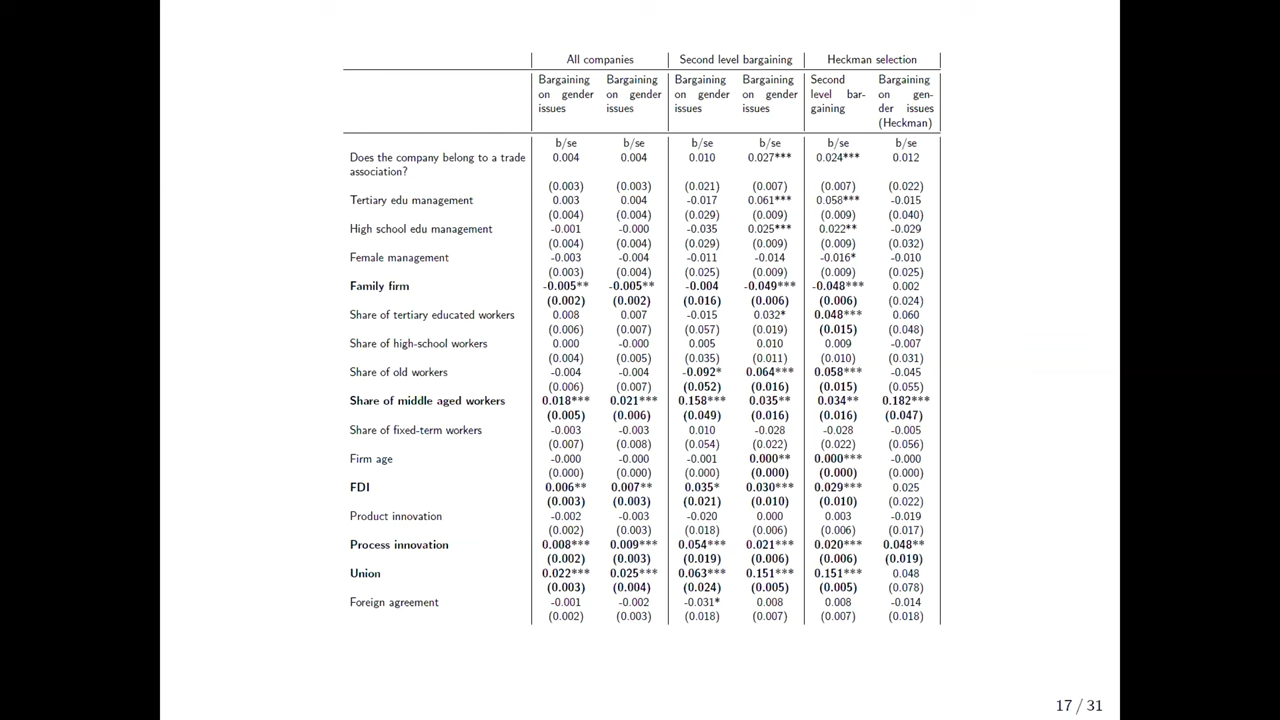 All companies Second level bargaining Heckman selection
Bargaining Bargaining Bargaining Bargaining Second Bargaining
on gender on gender on gender on gender level bar- on gen-
issues issues issues issues gaining der issues
(Heckman)
b/se b/se b/se b/se b/se b/se
Does the company belong to a trade 0.004 0.004 0.010 0.027*** 0.024*** 0.012
association?
(0.003) (0.003) (0.021) (0.007) (0.007) (0.022)
Tertiary edu management 0.003 0.004 -0.017 0.061*** 0.058*** -0.015
(0.004) (0.004) (0.029) (0.009) (0.009) (0.040)
High school edu management -0.001 -0.000 -0.035 0.025*** 0.022** -0.029
(0.004) (0.004) (0.029) (0.009) (0.009) (0.032)
Female management -0.003 -0.004 -0.011 -0.014 -0.016* -0.010
(0.003) (0.004) (0.025) (0.009) (0.009) (0.025)
Family firm -0.005** -0.005** -0.004 -0.049*** -0.048*** 0.002
(0.002) (0.002) (0.016) (0.006) (0.006) (0.024)
Share of tertiary educated workers 0.008 0.007 -0.015 0.032* 0.048*** 0.060
(0.006) (0.007) (0.057) (0.019) (0.015) (0.048)
Share of high-school workers 0.000 -0.000 0.005 0.010 0.009 -0.007
(0.004) (0.005) (0.035) (0.011) (0.010) (0.031)
Share of old workers -0.004 -0.004 -0.092* 0.064*** 0.058*** -0.045
(0.006) (0.007) (0.052) (0.016) (0.015) (0.055)
Share of middle aged workers 0.018*** 0.021*** 0.158*** 0.035** 0.034** 0.182***
(0.005) (0.006) (0.049) (0.016) (0.016) (0.047)
Share of fixed-term workers -0.003 -0.003 0.010 -0.028 -0.028 -0.005
(0.007) (0.008) (0.054) (0.022) (0.022) (0.056)
Firm age -0.000 -0.000 -0.001 0.000** 0.000*** -0.000
(0.000) (0.000) (0.000) (0.000) (0.000) (0.000)
FDI 0.006** 0.007** 0.035* 0.030*** 0.029*** 0.025
(0.003) (0.003) (0.021) (0.010) (0.010) (0.022)
Product innovation -0.002 -0.003 -0.020 0.000 0.003 -0.019
(0.002) (0.003) (0.018) (0.006) (0.006) (0.017)
Process innovation 0.008*** 0.009*** 0.054*** 0.021*** 0.020*** 0.048**
(0.002) (0.003) (0.019) (0.006) (0.006) (0.019)
Union 0.022*** 0.025*** 0.063*** 0.151*** 0.151*** 0.048
(0.003) (0.004) (0.024) (0.005) (0.005) (0.078)
Foreign agreement -0.001 -0.002 -0.031* 0.008 0.008 -0.014
(0.002) (0.003) (0.018) (0.007) (0.007) (0.018)
17 / 31